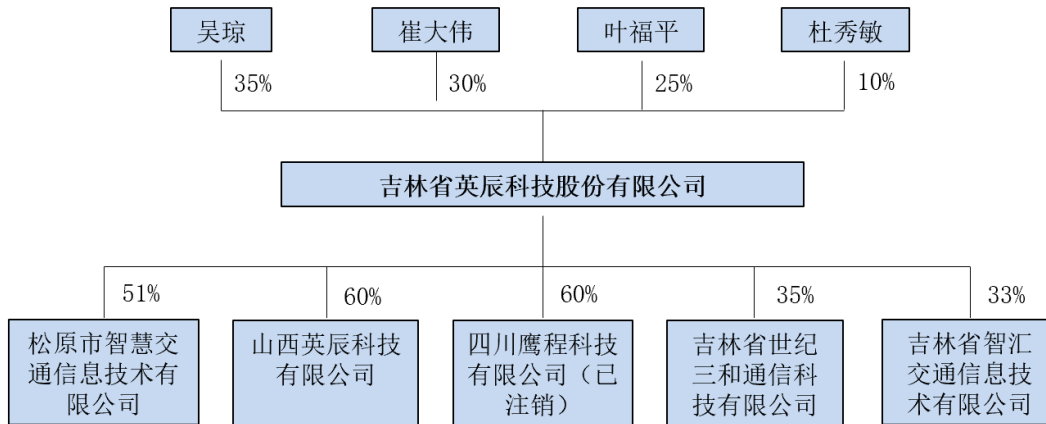 吴琼
崔大伟
叶福平
杜秀敏
35%
30%
25%
10%
吉林省英辰科技股份有限公司
51%
60%
60%
35%
33%
松原市智慧交
通信息技术有
限公司
山西英辰科技
有限公司
四川鹰程科技
有限公司（已
注销）
吉林省世纪
三和通信科
技有限公司
吉林省智汇
交通信息技
术有限公司